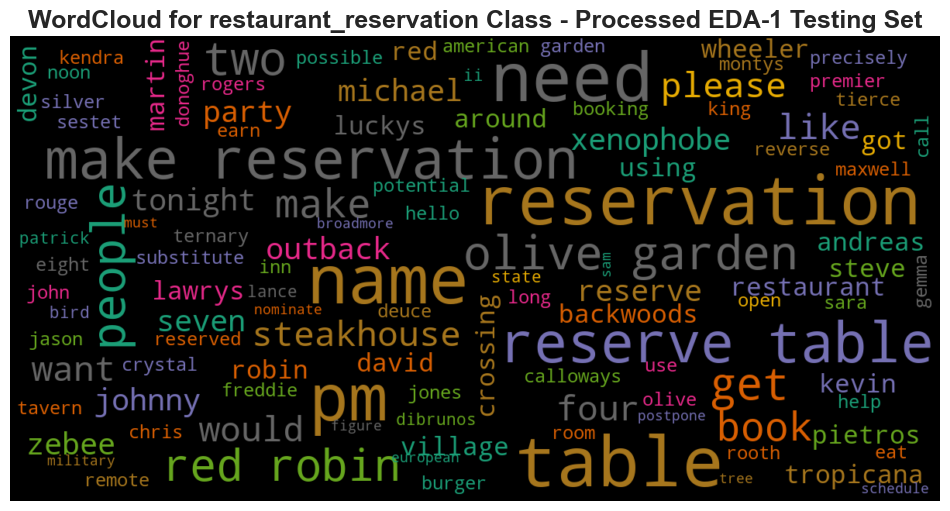 WordCloud for restaurant_reservation Class - Processed EDA-1 Testing Set
devon
kendra
noon
silver
sestet
martin
donoghue
two
rogers
party
earn
possible
red
american
garden
michael
ii
luckys
around
need
booking
wheeler
montys
please
king
precisely
premier
tierce
call
like
got
xenophobe
using
reverse
maxwell
make reservation
rouge
people
must
tonight
make
potential
hello
broadmore
reservation
patrick
ternary
eight
substitute
outback
inn
olive garden
sam
state
andreas
steve
gemma
john
bird
jason
lawrys
lance
nominate
seven
reserved
name
deuce
steakhouse
crossing
long
reserve
backwoods
restaurant
open
sara
reserve table
want
crystal
robin
david
tavern
johnny
freddie
pm
jones
dibrunos
calloways
use
olive
postpone
get
kevin
help
zebee
chris
would
figure
village
european
four
room
book
pietros
rooth
eat
military
remote
red robin
burger
table
tree
tropicana
schedule